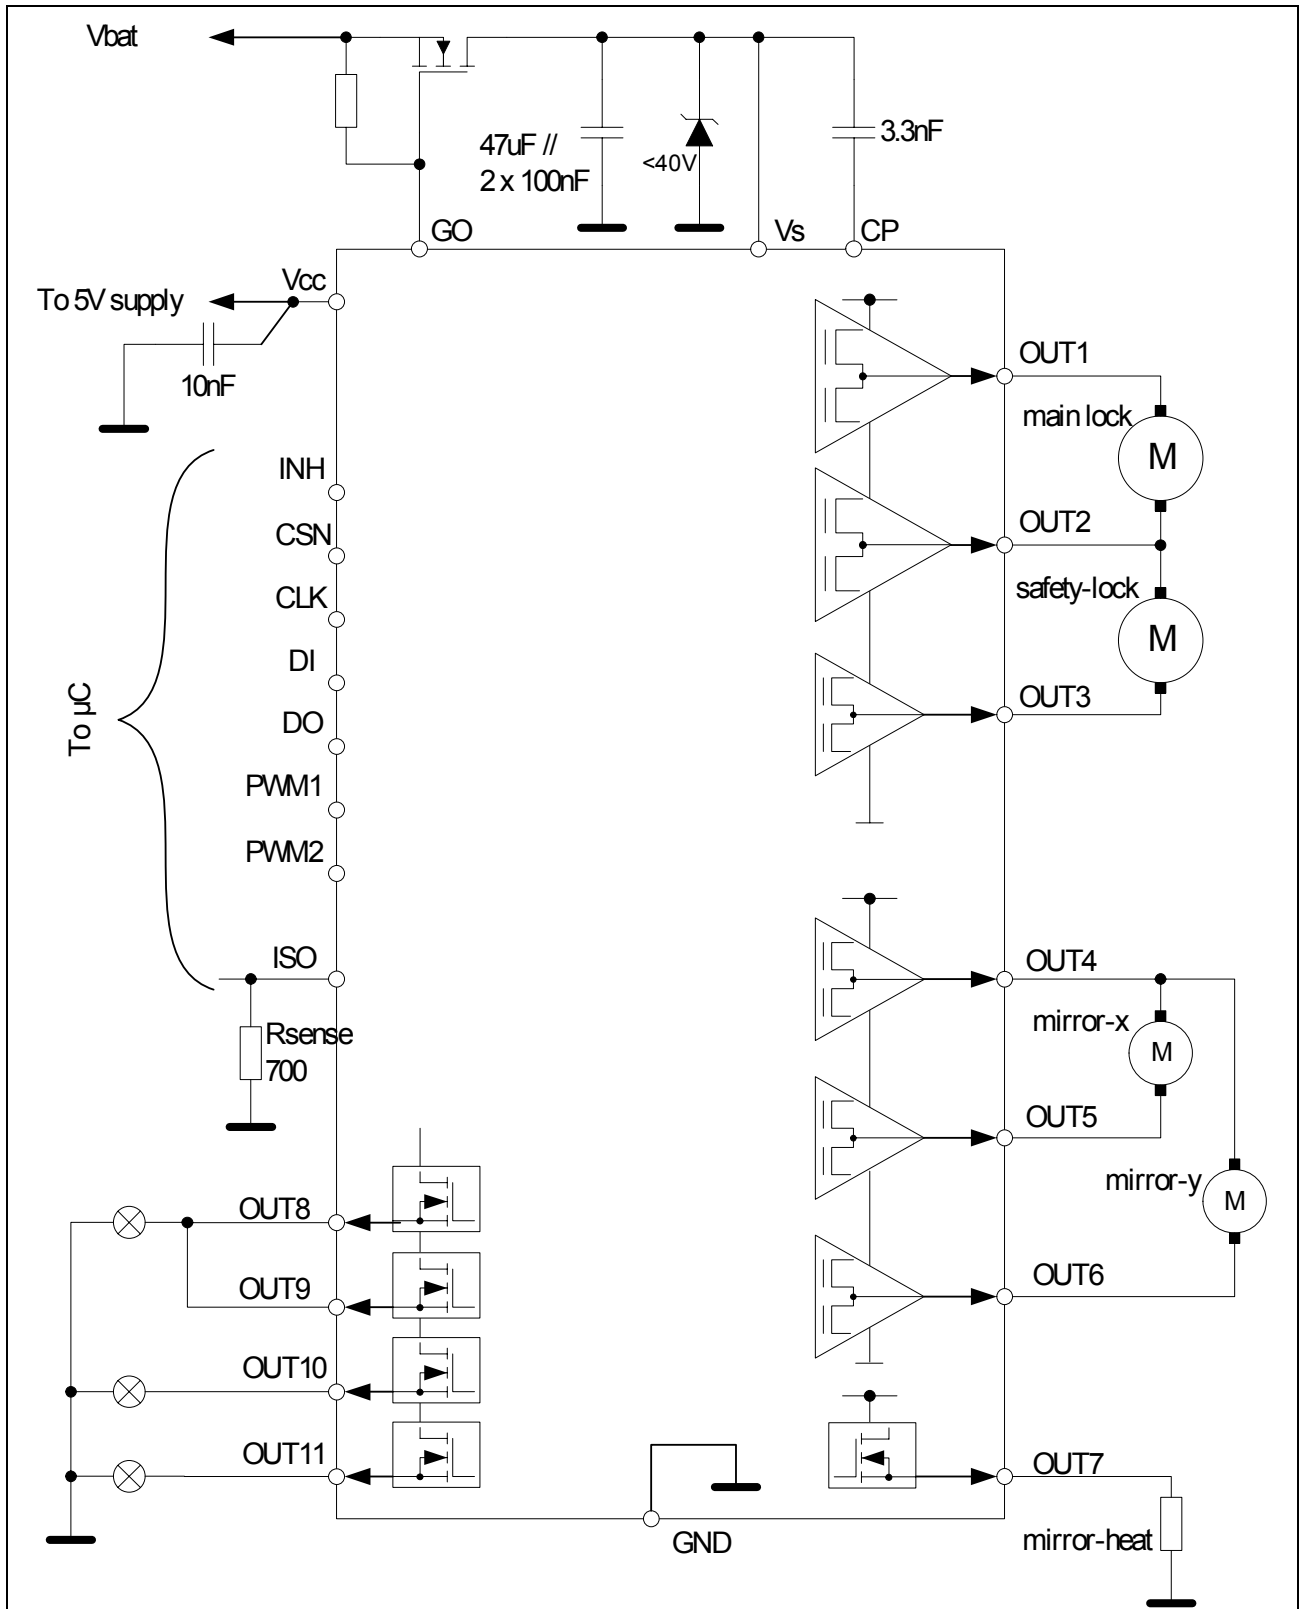 Vbat
47uF //
2 x 100nF
<40V
3.3nF
GO
Vs
CP
Vcc
To 5V supply
10nF
OUT1
main lock
M
INH
OUT2
CSN
safety-lock
CLK
M
DI
To µC
OUT3
DO
PWM1
PWM2
ISO
OUT4
Rsense
700
mirror-x
M
OUT5
mirror-y
M
OUT8
OUT9
OUT6
OUT10
OUT11
OUT7
GND
mirror-heat